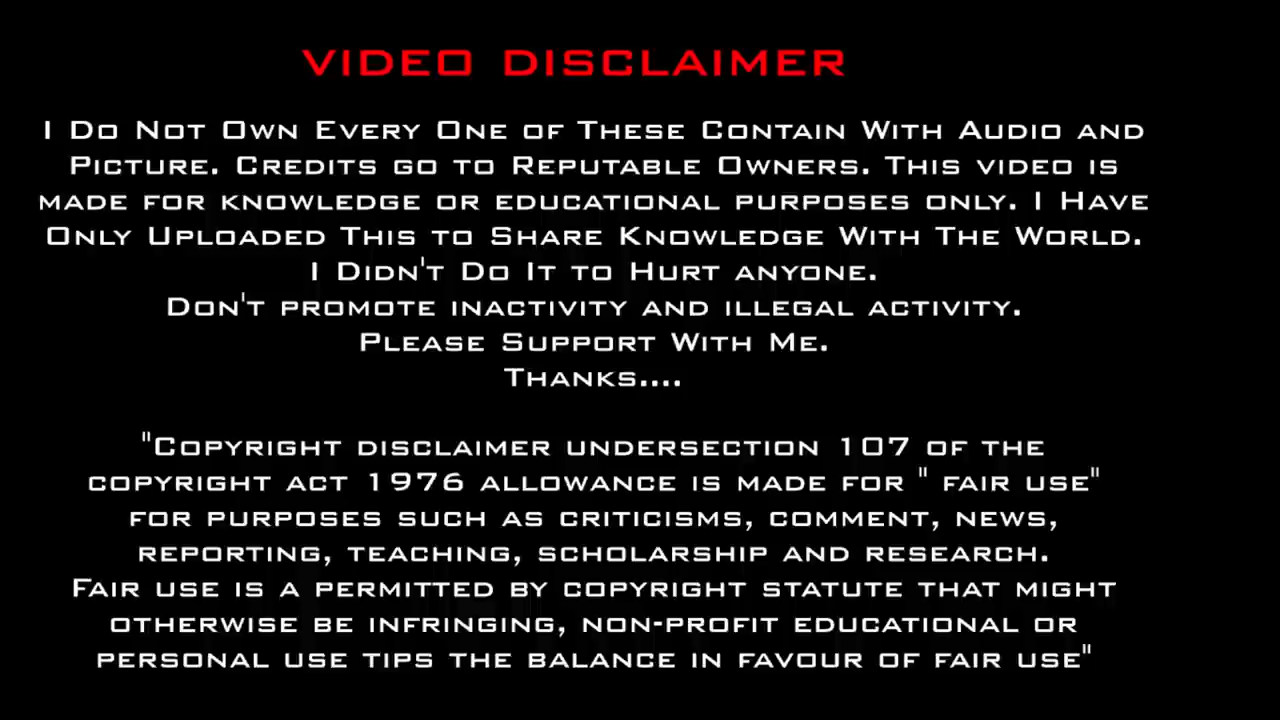 VIDEO DISCLAIMER
I Do Not Own Every One of These Contain With Audio and
Picture. Credits go to Reputable Owners. This video is
made for knowledge or educational purposes only. I Have
Only Uploaded This to Share Knowledge With The World.
I Didn't Do It to Hurt anyone.
Don't promote inactivity and illegal activity.
Please Support With Me.
Thanks....
"Copyright disclaimer undersection 107 of the
copyright act 1976 allowance is made for " fair use"
for purposes such as criticisms, comment, news,
reporting, teaching, scholarship and research.
Fair use is a permitted by copyright statute that might
otherwise be infringing, non-profit educational or
personal use tips the balance in favour of fair use"